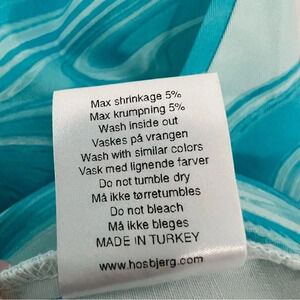 Max shrinkage 5%
Max krumpning 5%
Wash inside out
Vaskes på vrangen
Wash with similar colors
Vask med lignende farver
Do not tumble dry
Må ikke tørretumbles
Do not bleach
Må ikke bleges
MADE IN TURKEY
www.hosbjerg.com